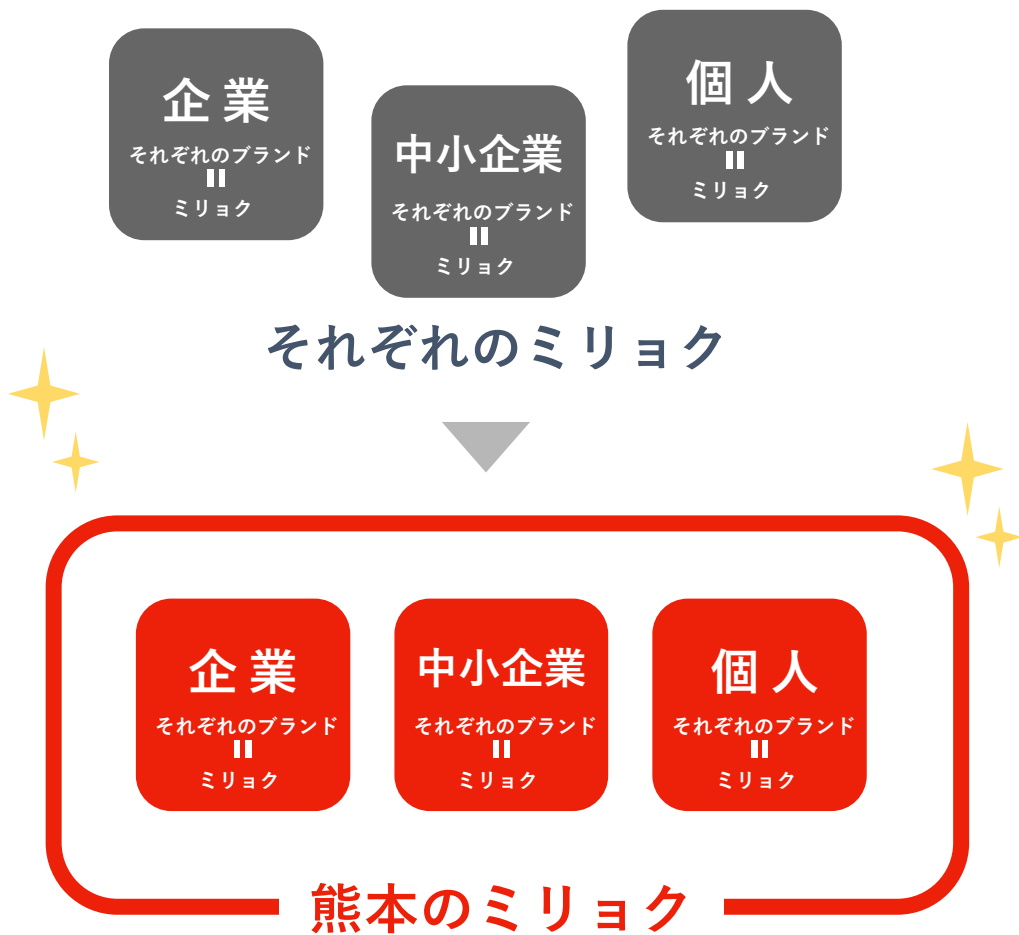 企業
それぞれのブランド
=
ミリョク
中小企業
それぞれのブランド
=
ミリョク
個人
それぞれのブランド
=
ミリョク
それぞれのミリョク
企業
それぞれのブランド
=
ミリョク
中小企業
それぞれのブランド
=
ミリョク
個人
それぞれのブランド
=
ミリョク
熊本のミリョク